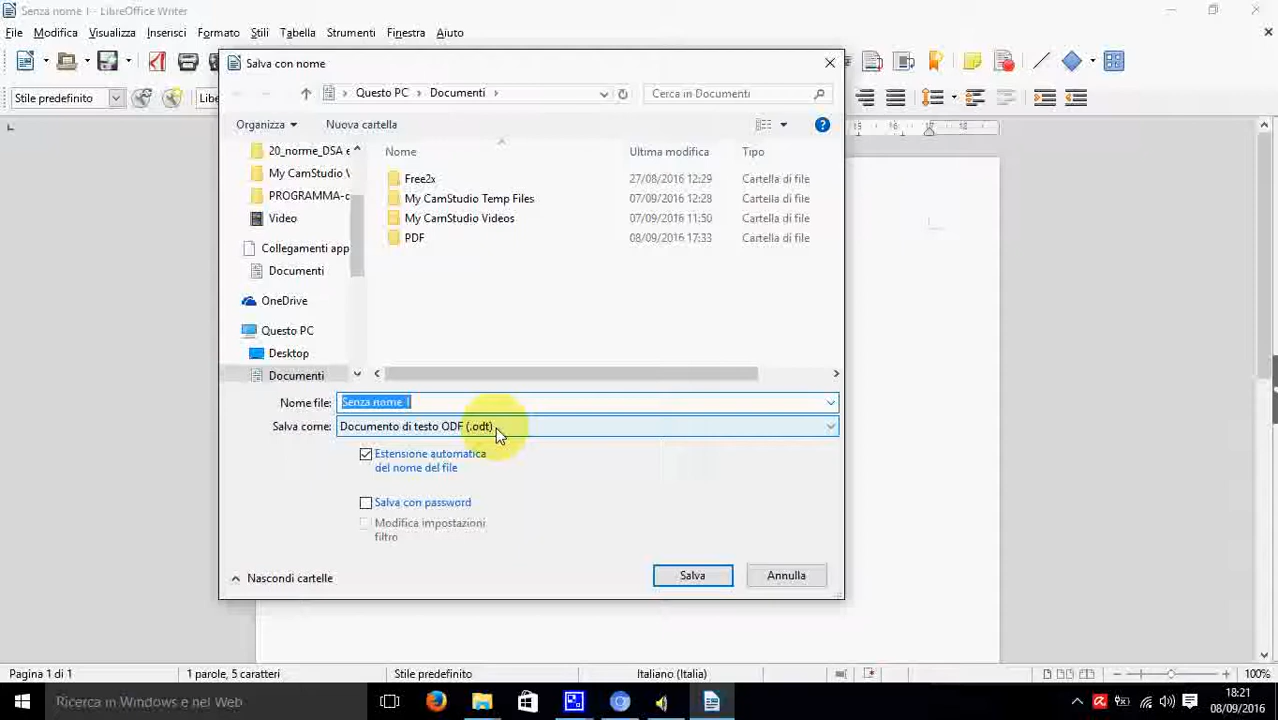 Senza nome 1 - LibreOffice Writer
File Modifica Visualizza Inserisci Formato Stili Tabella Strumenti Finestra Aiuto
Salva con nome
Stile predefinito
Libe
Questo PC > Documenti >
Cerca in Documenti
Organizza
Nuova cartella
15 16 17 18
20_norme_DSA e
My CamStudio V
PROGRAMMA-c
Video
Collegamenti app
Documenti
OneDrive
Questo PC
Desktop
Documenti
Nome Ultima modifica Tipo
Free2x 27/08/2016 12:29 Cartella di file
My CamStudio Temp Files 07/09/2016 12:28 Cartella di file
My CamStudio Videos 07/09/2016 11:50 Cartella di file
PDF 08/09/2016 17:33 Cartella di file
Nome file: Senza nome 1
Salva come: Documento di testo ODF (.odt)
Estensione automatica
del nome del file
Salva con password
Modifica impostazioni
filtro
Nascondi cartelle
Salva
Annulla
Pagina 1 di 1 1 parole, 5 caratteri Stile predefinito Italiano (Italia) 100%
Ricerca in Windows e nel Web
18:21
08/09/2016